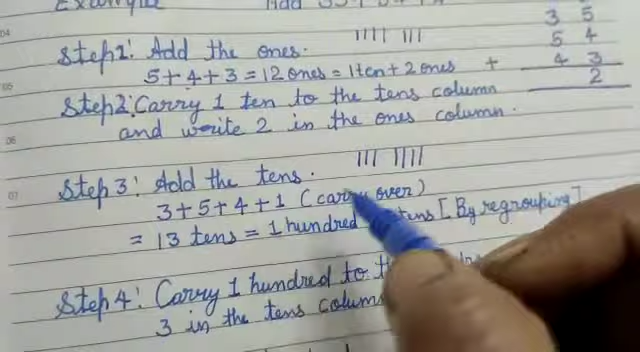 Example Add
3 5
Step 1: Add the ones. 5 4
5+4+3=12 ones = 1 ten + 2 ones + 4 3
Step 2: Carry 1 ten to the tens column 2
and write 2 in the ones column.
Step 3: Add the tens.
3+5+4+1 (carry over)
= 13 tens = 1 hundred tens [By regrouping]
Step 4: Carry 1 hundred to
3 in the tens column